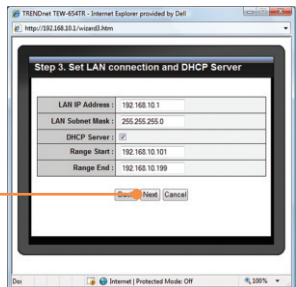 TRENDnet TEW-654TR - Internet Explorer provided by Dell
http://192.168.10.1/wizard3.htm
Step 3. Set LAN connection and DHCP Server
LAN IP Address : 192.168.10.1
LAN Subnet Mask : 255.255.255.0
DHCP Server :
Range Start : 192.168.10.101
Range End : 192.168.10.199
Next Cancel
Internet | Protected Mode: Off 100%